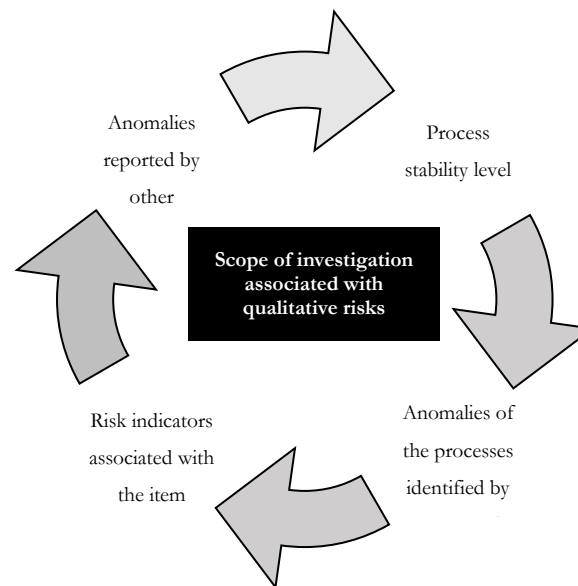 Anomalies
reported by
other
Process
stability level
Scope of investigation
associated with
qualitative risks
Anomalies of
the processes
identified by
Risk indicators
associated with
the item